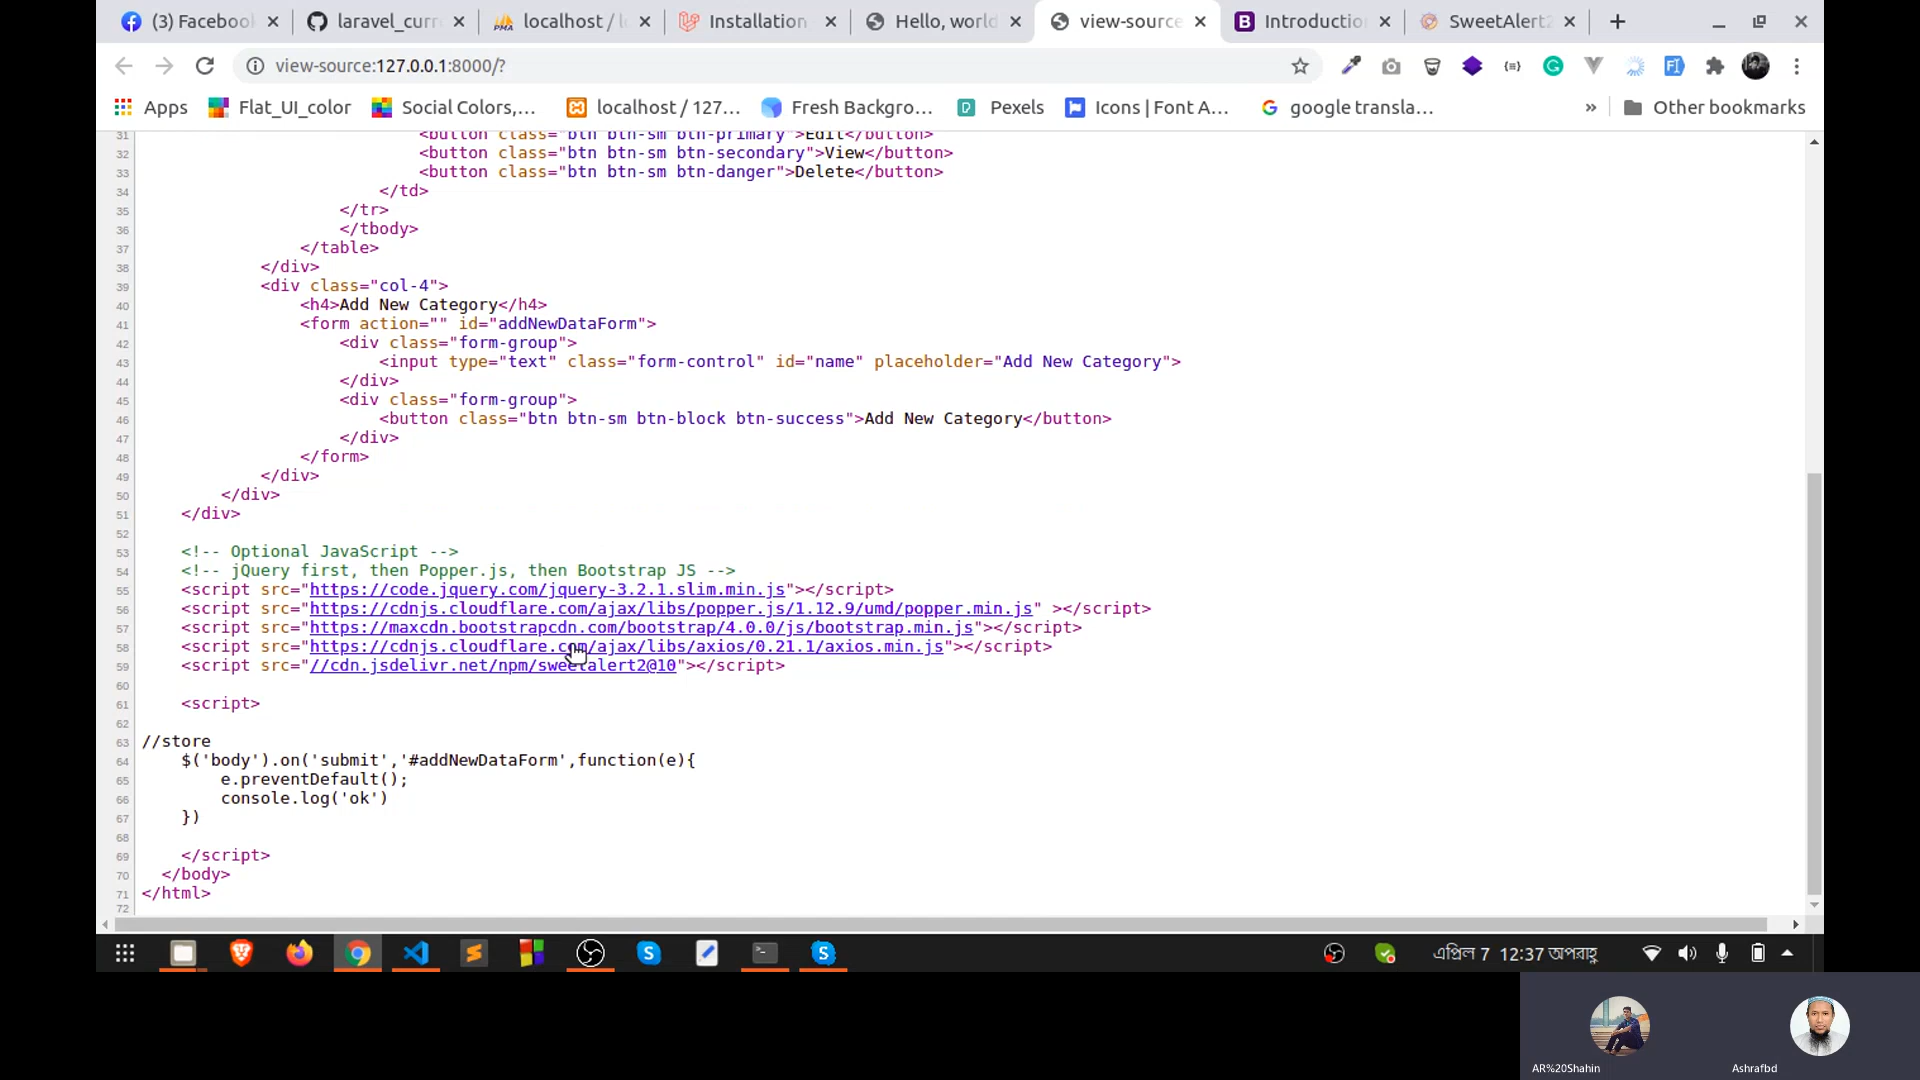 (3) Facebook
laravel_curr
localhost / l
Installation
Hello, world
view-source
Introductio
SweetAlert2
view-source:127.0.0.1:8000/?
Apps
Flat_UI_color
Social Colors,...
localhost / 127...
Fresh Backgro...
Pexels
Icons | Font A...
google transla...
»
Other bookmarks
31 <button class="btn btn-sm btn-primary">Edit</button>
32 <button class="btn btn-sm btn-secondary">View</button>
33 <button class="btn btn-sm btn-danger">Delete</button>
34 </td>
35 </tr>
36 </tbody>
37 </table>
38 </div>
39 <div class="col-4">
40 <h4>Add New Category</h4>
41 <form action="" id="addNewDataForm">
42 <div class="form-group">
43 <input type="text" class="form-control" id="name" placeholder="Add New Category">
44 </div>
45 <div class="form-group">
46 <button class="btn btn-sm btn-block btn-success">Add New Category</button>
47 </div>
48 </form>
49 </div>
50 </div>
51 </div>
52
53 <!-- Optional JavaScript -->
54 <!-- jQuery first, then Popper.js, then Bootstrap JS -->
55 <script src="https://code.jquery.com/jquery-3.2.1.slim.min.js"></script>
56 <script src="https://cdnjs.cloudflare.com/ajax/libs/popper.js/1.12.9/umd/popper.min.js" ></script>
57 <script src="https://maxcdn.bootstrapcdn.com/bootstrap/4.0.0/js/bootstrap.min.js"></script>
58 <script src="https://cdnjs.cloudflare.com/ajax/libs/axios/0.21.1/axios.min.js"></script>
59 <script src="//cdn.jsdelivr.net/npm/sweetalert2@10"></script>
60
61 <script>
62
63 //store
64 $('body').on('submit','#addNewDataForm',function(e){
65 e.preventDefault();
66 console.log('ok')
67 })
68
69 </script>
70 </body>
71 </html>
72
এপ্রিল 7 12:37 অপরাহ্ণ
AR%20Shahin
Ashrafbd